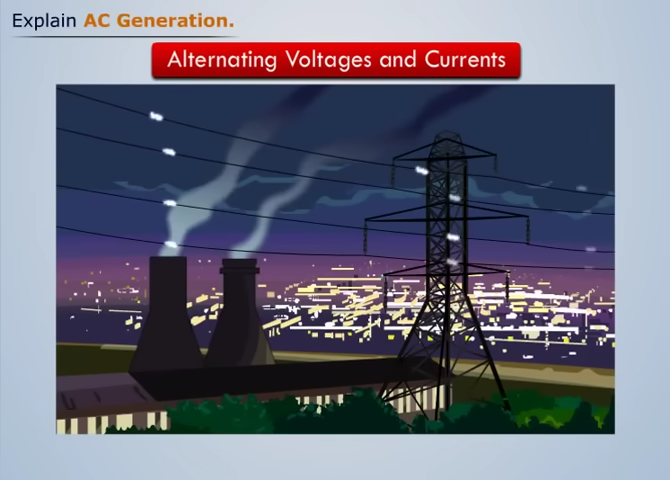 Explain AC Generation.
Alternating Voltages and Currents